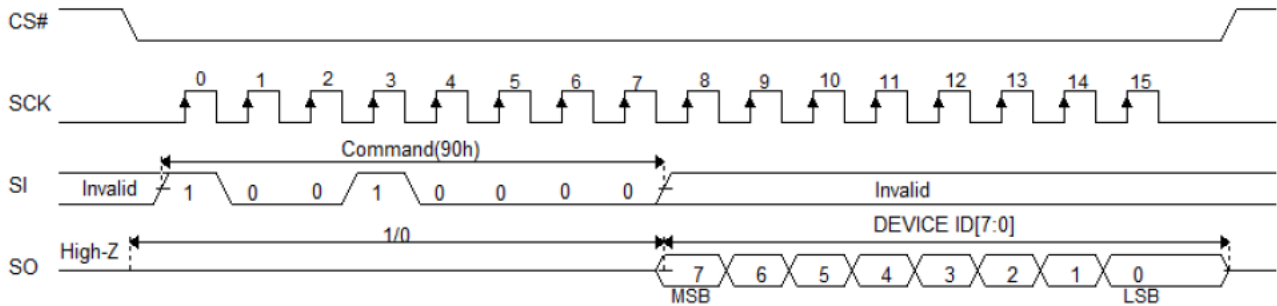 CS#
0 1 2 3 4 5 6 7 8 9 10 11 12 13 14 15
SCK
Command(90h)
SI Invalid 1 0 0 1 0 0 0 0 Invalid
1/0 DEVICE ID[7:0]
High-Z
SO 7 6 5 4 3 2 1 0
MSB LSB